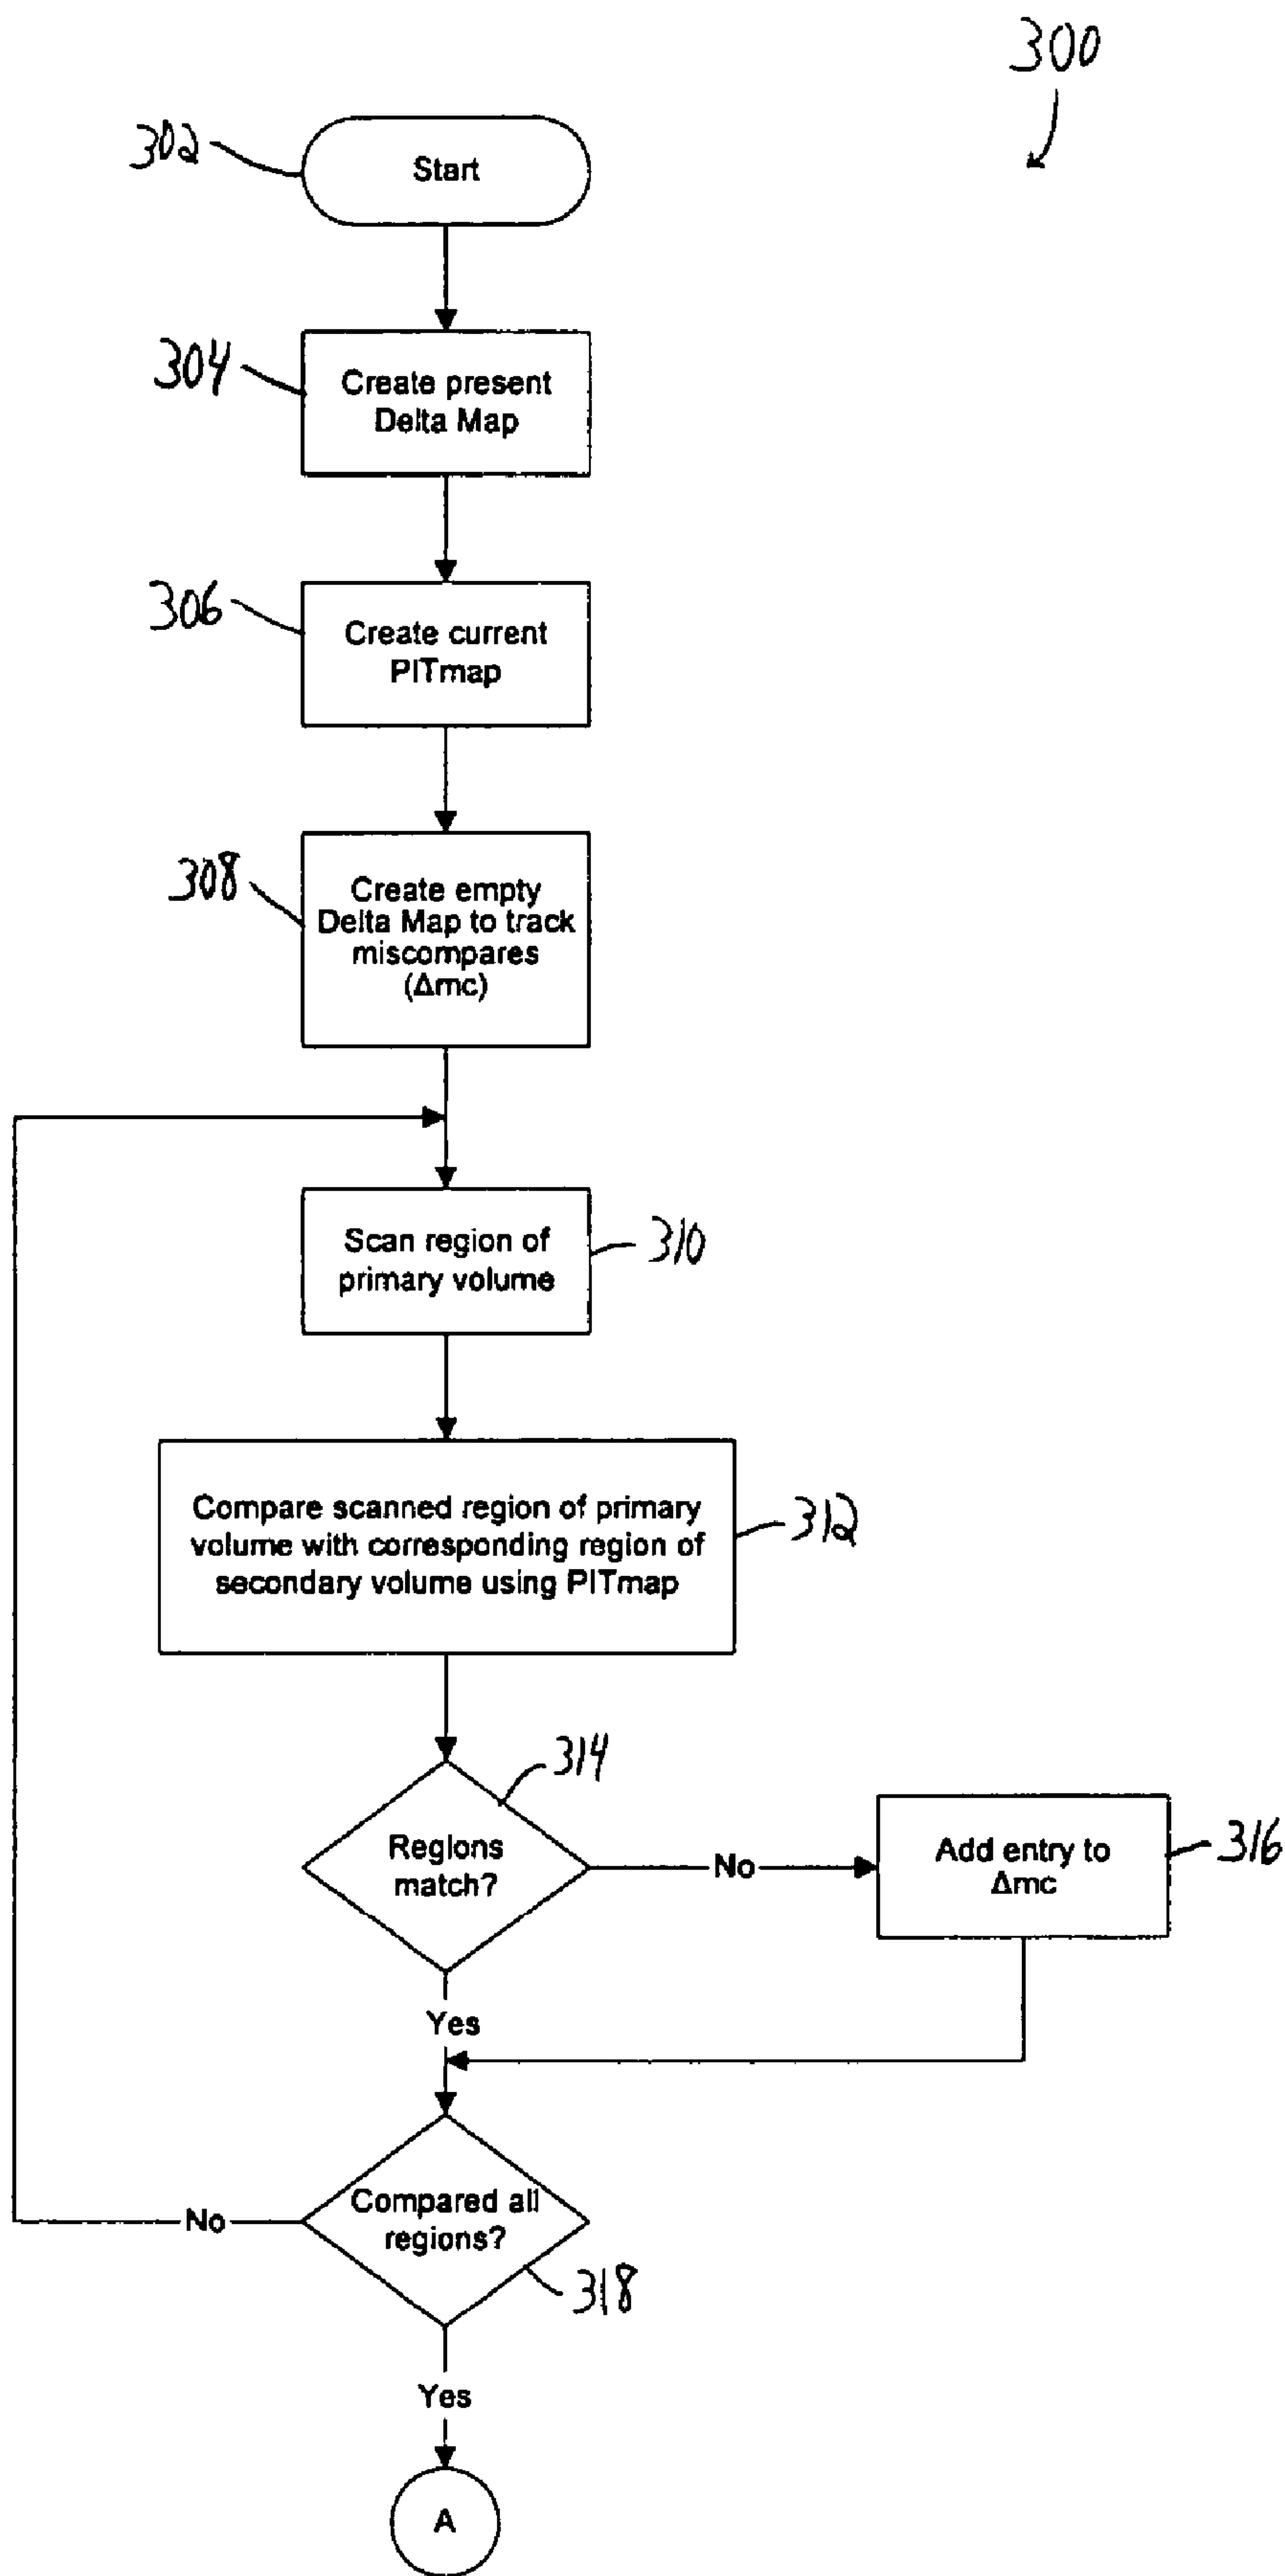 300
302
Start
304
Create present
Delta Map
306
Create current
PITmap
308
Create empty
Delta Map to track
miscompares
(Δmc)
Scan region of
primary volume
310
Compare scanned region of primary
volume with corresponding region of
secondary volume using PITmap
312
314
Regions
match?
No
Add entry to
Δmc
316
Yes
Compared all
regions?
No
318
Yes
A